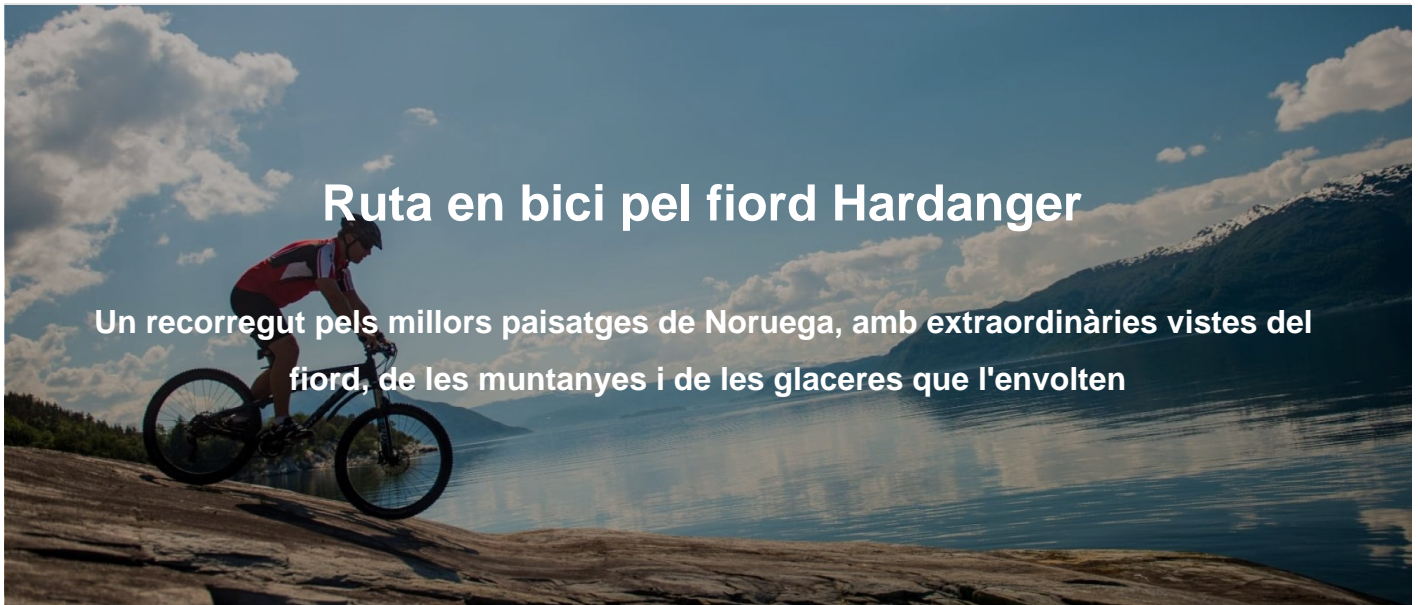 Ruta en bici pel fiord Hardanger
Un recorregut pels millors paisatges de Noruega, amb extraordinàries vistes del
fiord, de les muntanyes i de les glaceres que l'envolten